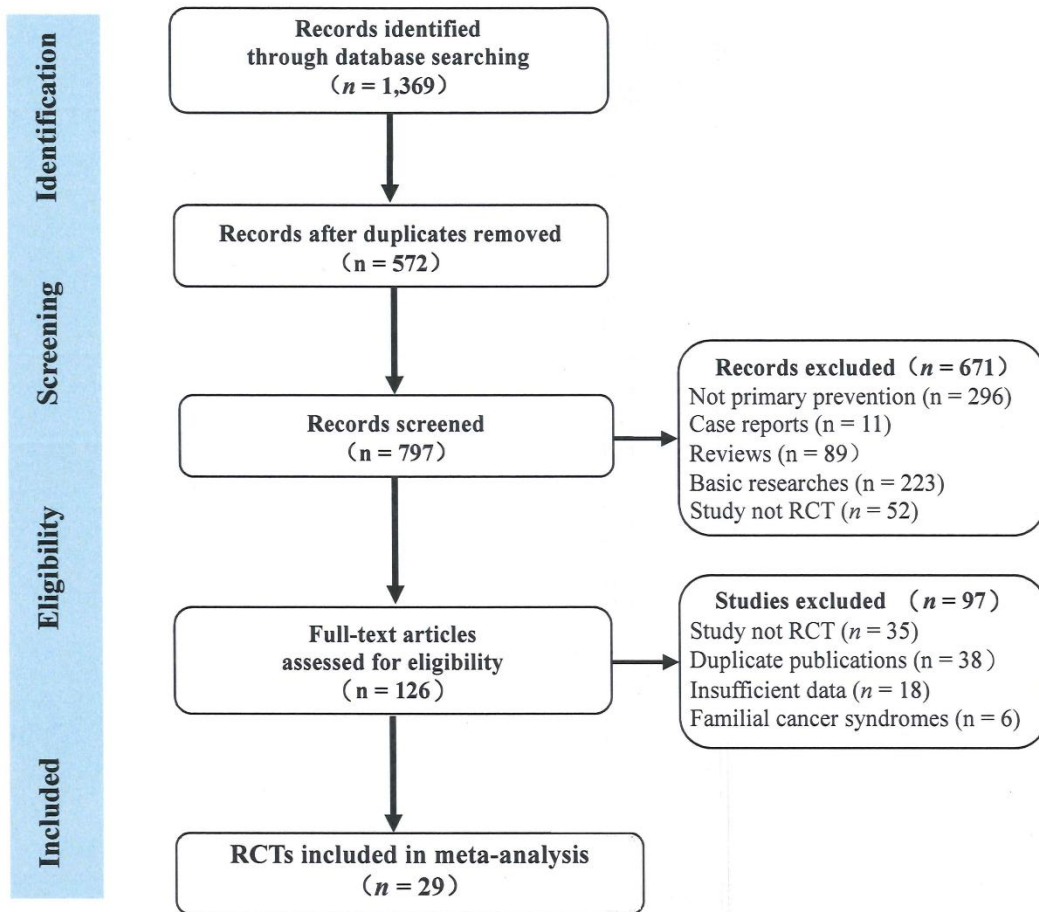 Identification
Records identified
through database searching
（n = 1,369）
Records after duplicates removed
（n = 572）
Screening
Records screened
（n = 797）
Records excluded（n = 671）
Not primary prevention (n = 296)
Case reports (n = 11)
Reviews (n = 89）
Basic researches (n = 223)
Study not RCT (n = 52)
Eligibility
Full-text articles
assessed for eligibility
（n = 126）
Studies excluded （n = 97）
Study not RCT (n = 35)
Duplicate publications (n = 38）
Insufficient data (n = 18)
Familial cancer syndromes (n = 6)
Included
RCTs included in meta-analysis
（n = 29）